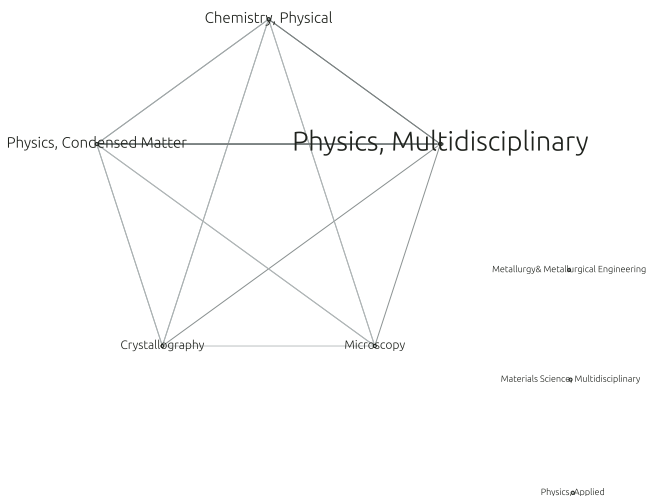 Chemistry, Physical
Physics, Condensed Matter
Physics, Multidisciplinary
Metallurgy& Metallurgical Engineering
Crystallography
Microscopy
Materials Science, Multidisciplinary
Physics, Applied